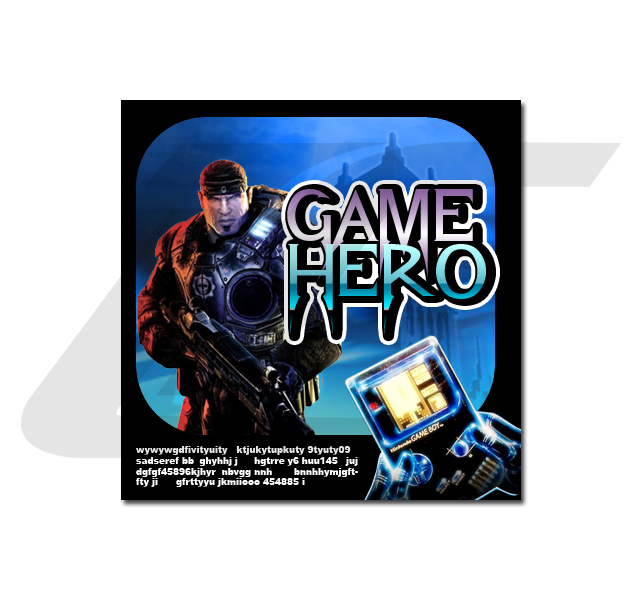 GAME
HERO
Nintendo GAME BOY™
wywywgdfivityuity ktjukytupkuty 9tyuty09
sadseref bb ghyhhj j hgtrre y6 huu145 juj
dgfgf45896kjhyr nbvgg nnh bnnhhymjgft-
fty ji gfrttyyu jkmiiooo 454885 i